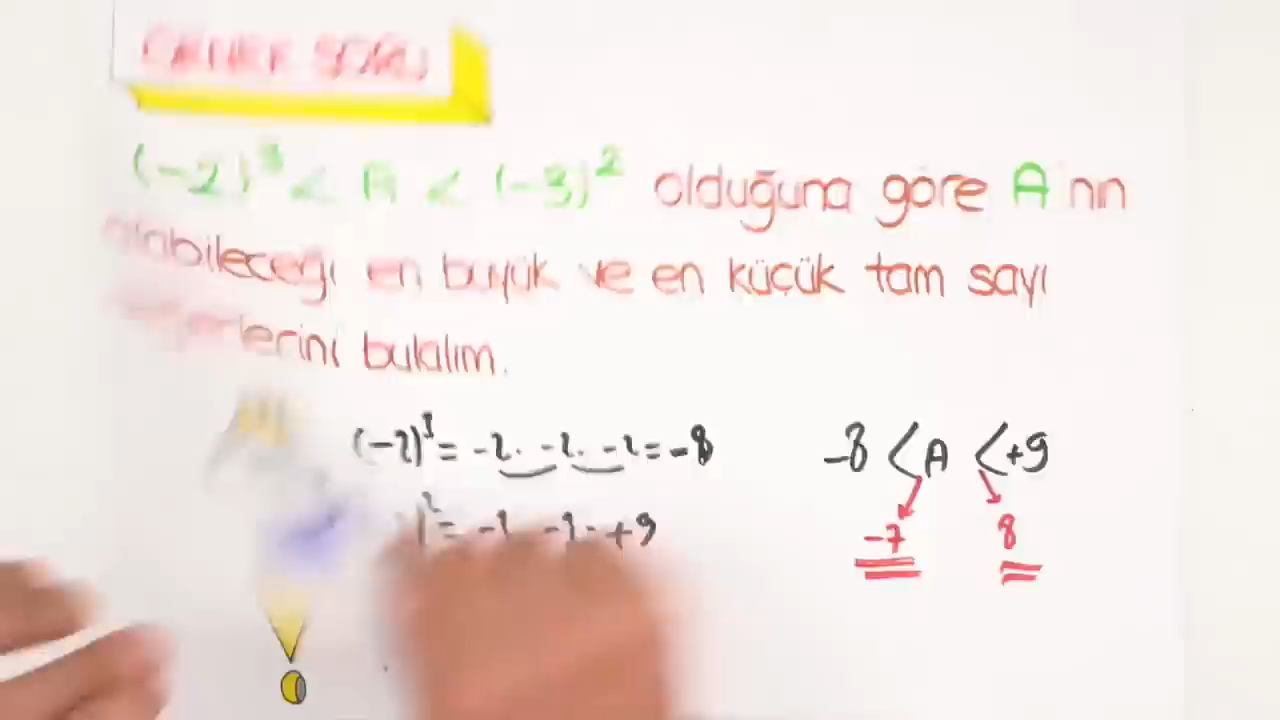 ÖRNEK SORU
(-2)³ < A < (-3)² olduğuna göre A'nın
alabileceği en büyük ve en küçük tam sayı
değerlerini bulalım.
(-2)³ = -2. -2. -2 = -8
-8 < A < +9
+9
-7 8